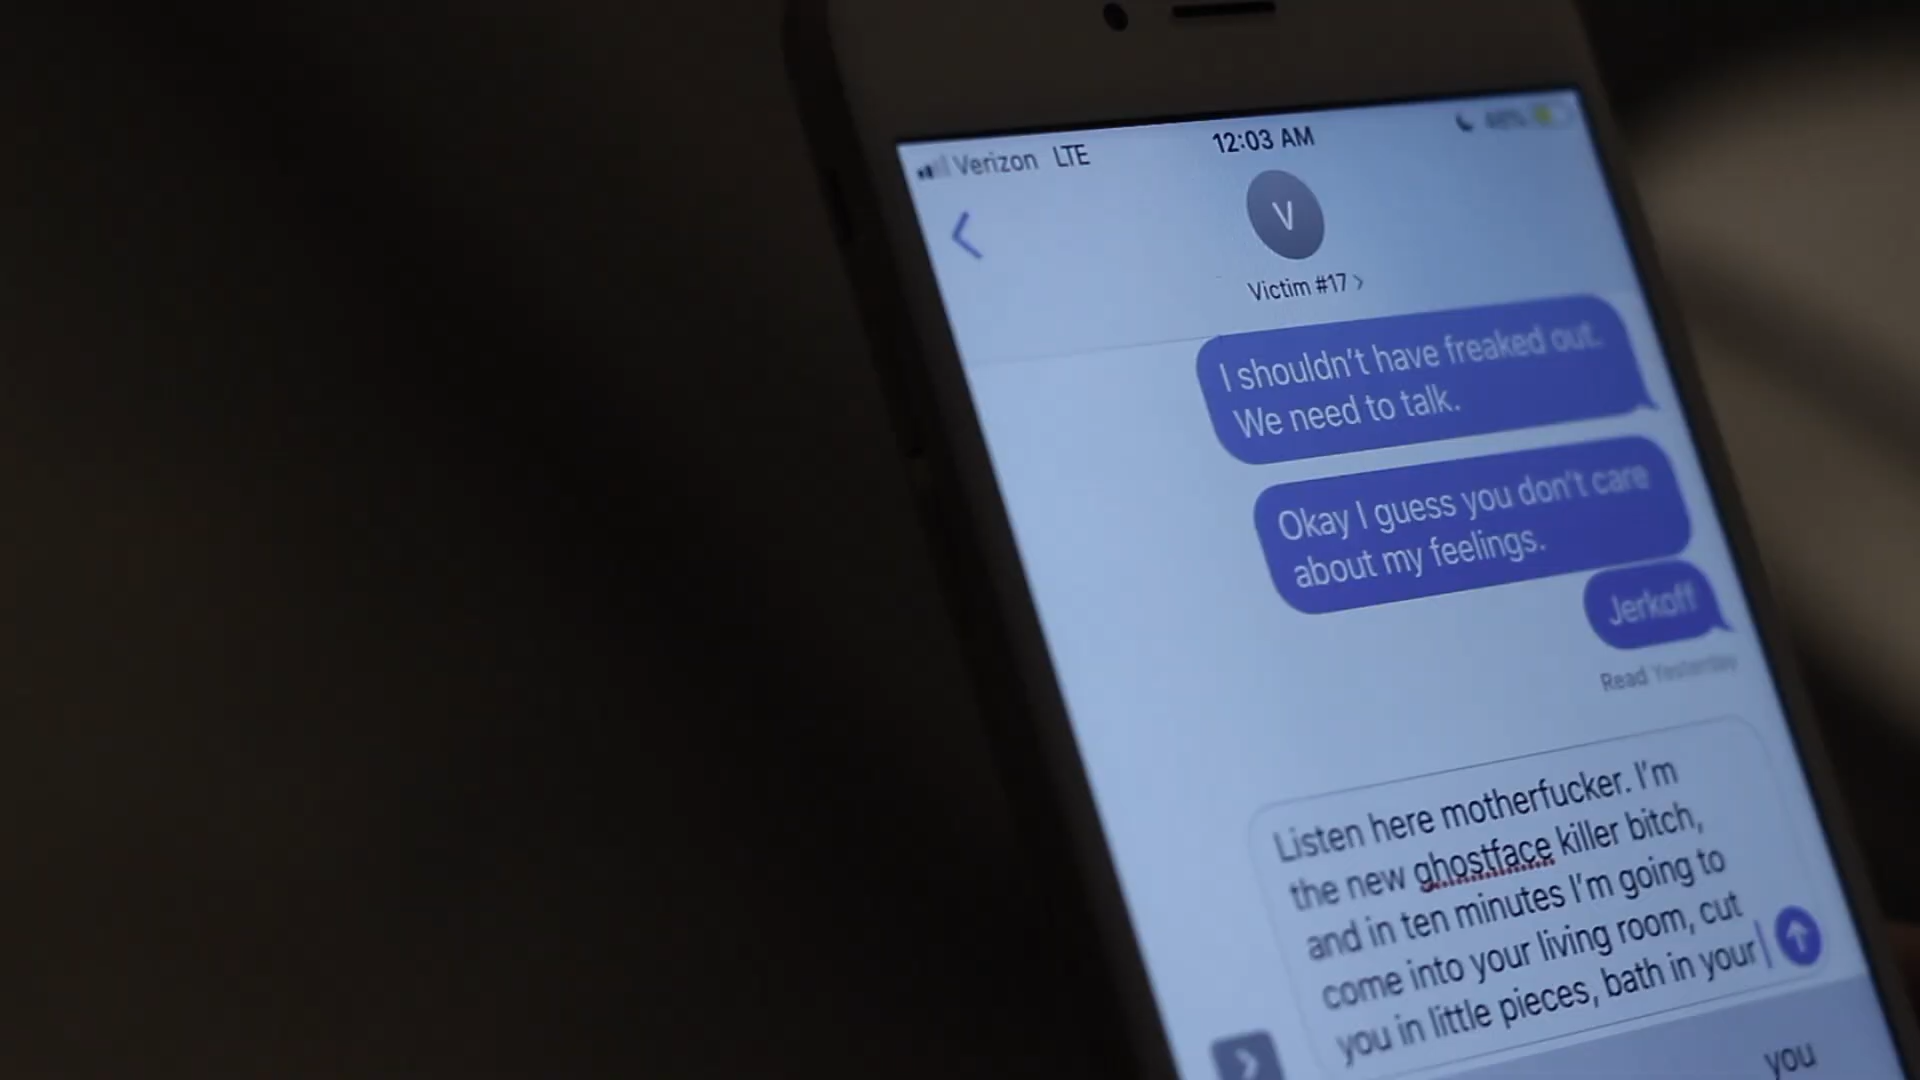 Verizon LTE 12:03 AM 46%
V
Victim #17 >
I shouldn't have freaked out.
We need to talk.
Okay I guess you don't care
about my feelings.
Jerkoff
Read Yesterday
Listen here motherfucker. I'm
the new ghostface killer bitch,
and in ten minutes I'm going to
come into your living room, cut
you in little pieces, bath in your
you